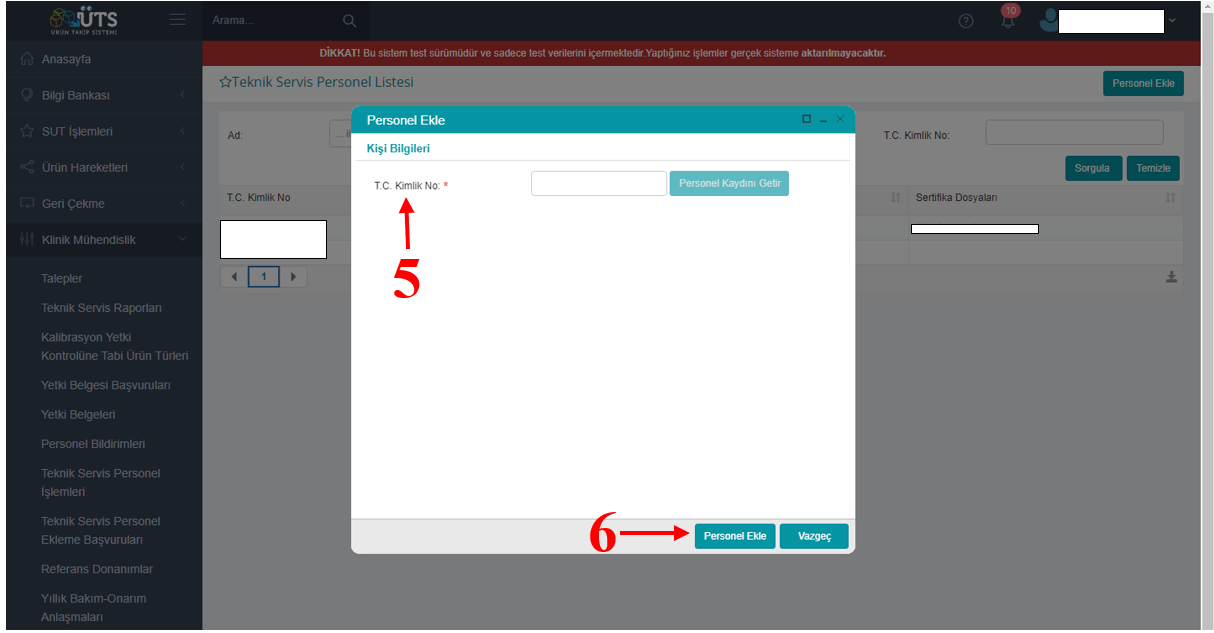 ÜTS
ÜRÜN TAKİP SİSTEMİ
Arama...
10
DİKKAT! Bu sistem test sürümüdür ve sadece test verilerini içermektedir.Yaptığınız işlemler gerçek sisteme aktarılmayacaktır.
Anasayfa
Bilgi Bankası
SUT İşlemleri
Ürün Hareketleri
Geri Çekme
Klinik Mühendislik
Talepler
Teknik Servis Raporları
Kalibrasyon Yetki
Kontrolüne Tabi Ürün Türleri
Yetki Belgesi Başvuruları
Yetki Belgeleri
Personel Bildirimleri
Teknik Servis Personel
İşlemleri
Teknik Servis Personel
Ekleme Başvuruları
Referans Donanımlar
Yıllık Bakım-Onarım
Anlaşmaları
Teknik Servis Personel Listesi
Personel Ekle
Ad:
T.C. Kimlik No:
Sorgula
Temizle
T.C. Kimlik No
Sertifika Dosyaları
1
Personel Ekle
Kişi Bilgileri
T.C. Kimlik No: *
Personel Kaydını Getir
5
6
Personel Ekle
Vazgeç